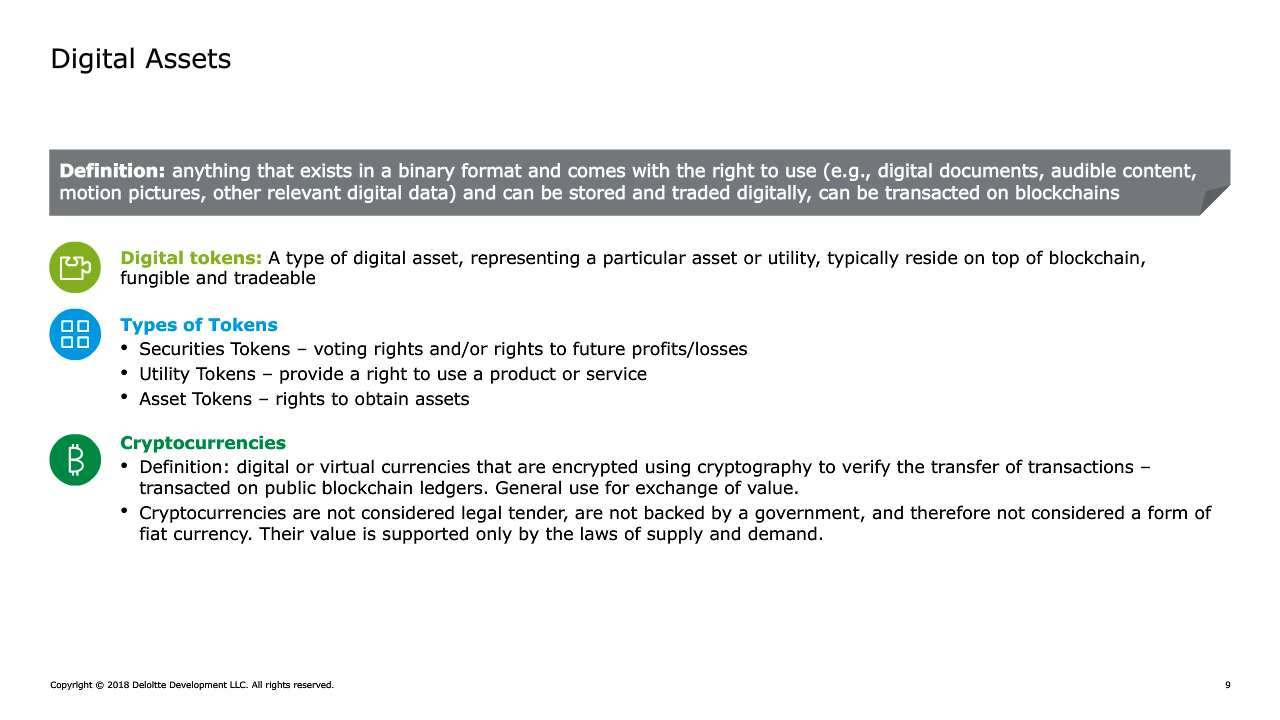 Digital Assets
Definition: anything that exists in a binary format and comes with the right to use (e.g., digital documents, audible content,
motion pictures, other relevant digital data) and can be stored and traded digitally, can be transacted on blockchains
Digital tokens: A type of digital asset, representing a particular asset or utility, typically reside on top of blockchain,
fungible and tradeable
Types of Tokens
• Securities Tokens – voting rights and/or rights to future profits/losses
• Utility Tokens – provide a right to use a product or service
• Asset Tokens – rights to obtain assets
Cryptocurrencies
• Definition: digital or virtual currencies that are encrypted using cryptography to verify the transfer of transactions –
transacted on public blockchain ledgers. General use for exchange of value.
• Cryptocurrencies are not considered legal tender, are not backed by a government, and therefore not considered a form of
fiat currency. Their value is supported only by the laws of supply and demand.
Copyright © 2018 Deloitte Development LLC. All rights reserved.
9